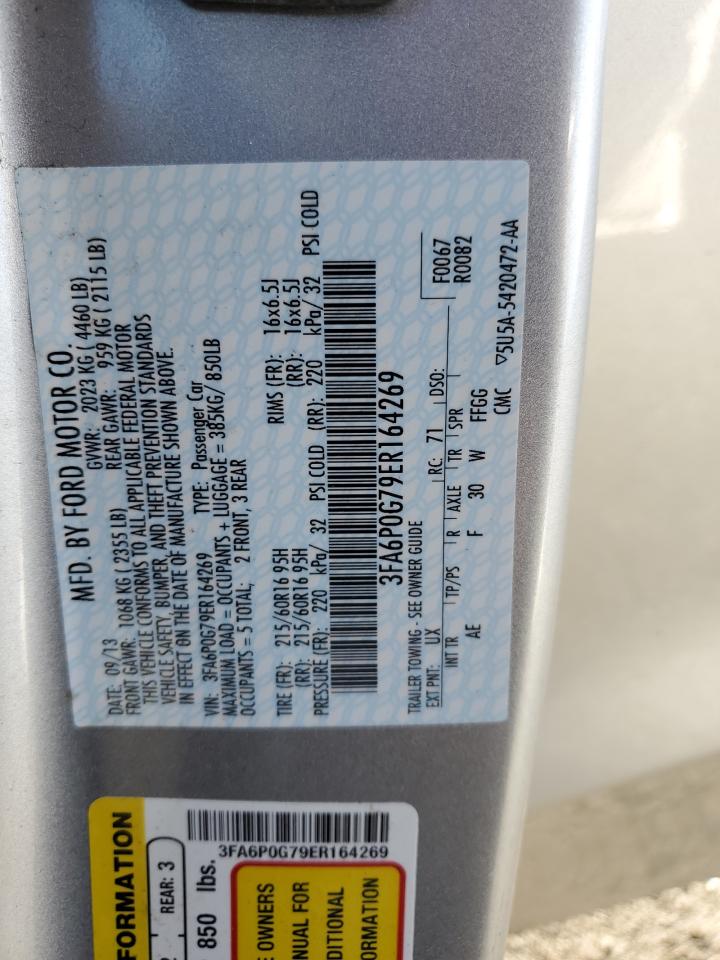 MFD. BY FORD MOTOR CO.
DATE: 09/13 GVWR: 2023 KG ( 4460 LB)
FRONT GAWR: 1068 KG ( 2355 LB) REAR GAWR: 959 KG ( 2115 LB)
THIS VEHICLE CONFORMS TO ALL APPLICABLE FEDERAL MOTOR
VEHICLE SAFETY, BUMPER, AND THEFT PREVENTION STANDARDS
IN EFFECT ON THE DATE OF MANUFACTURE SHOWN ABOVE.
VIN: 3FA6P0G79ER164269 TYPE: Passenger Car
MAXIMUM LOAD = OCCUPANTS + LUGGAGE = 385KG/ 850LB
OCCUPANTS = 5 TOTAL; 2 FRONT, 3 REAR
TIRE (FR): 215/60R16 95H RIMS (FR): 16x6.5J
(RR): 215/60R16 95H (RR): 16x6.5J
PRESSURE (FR): 220 kPa/ 32 PSI COLD (RR): 220 kPa/ 32 PSI COLD
3FA6P0G79ER164269
TRAILER TOWING - SEE OWNER GUIDE F0067
EXT PNT: UX RC: 71 DSO: R0082
INT TR TP/PS R AXLE TR SPR
AE F 30 W FFGG
CMC ▽5U5A-5420472-AA
3FA6P0G79ER164269
FORMATION
REAR: 3
850 lbs.
OWNERS
FOR
ORMATION